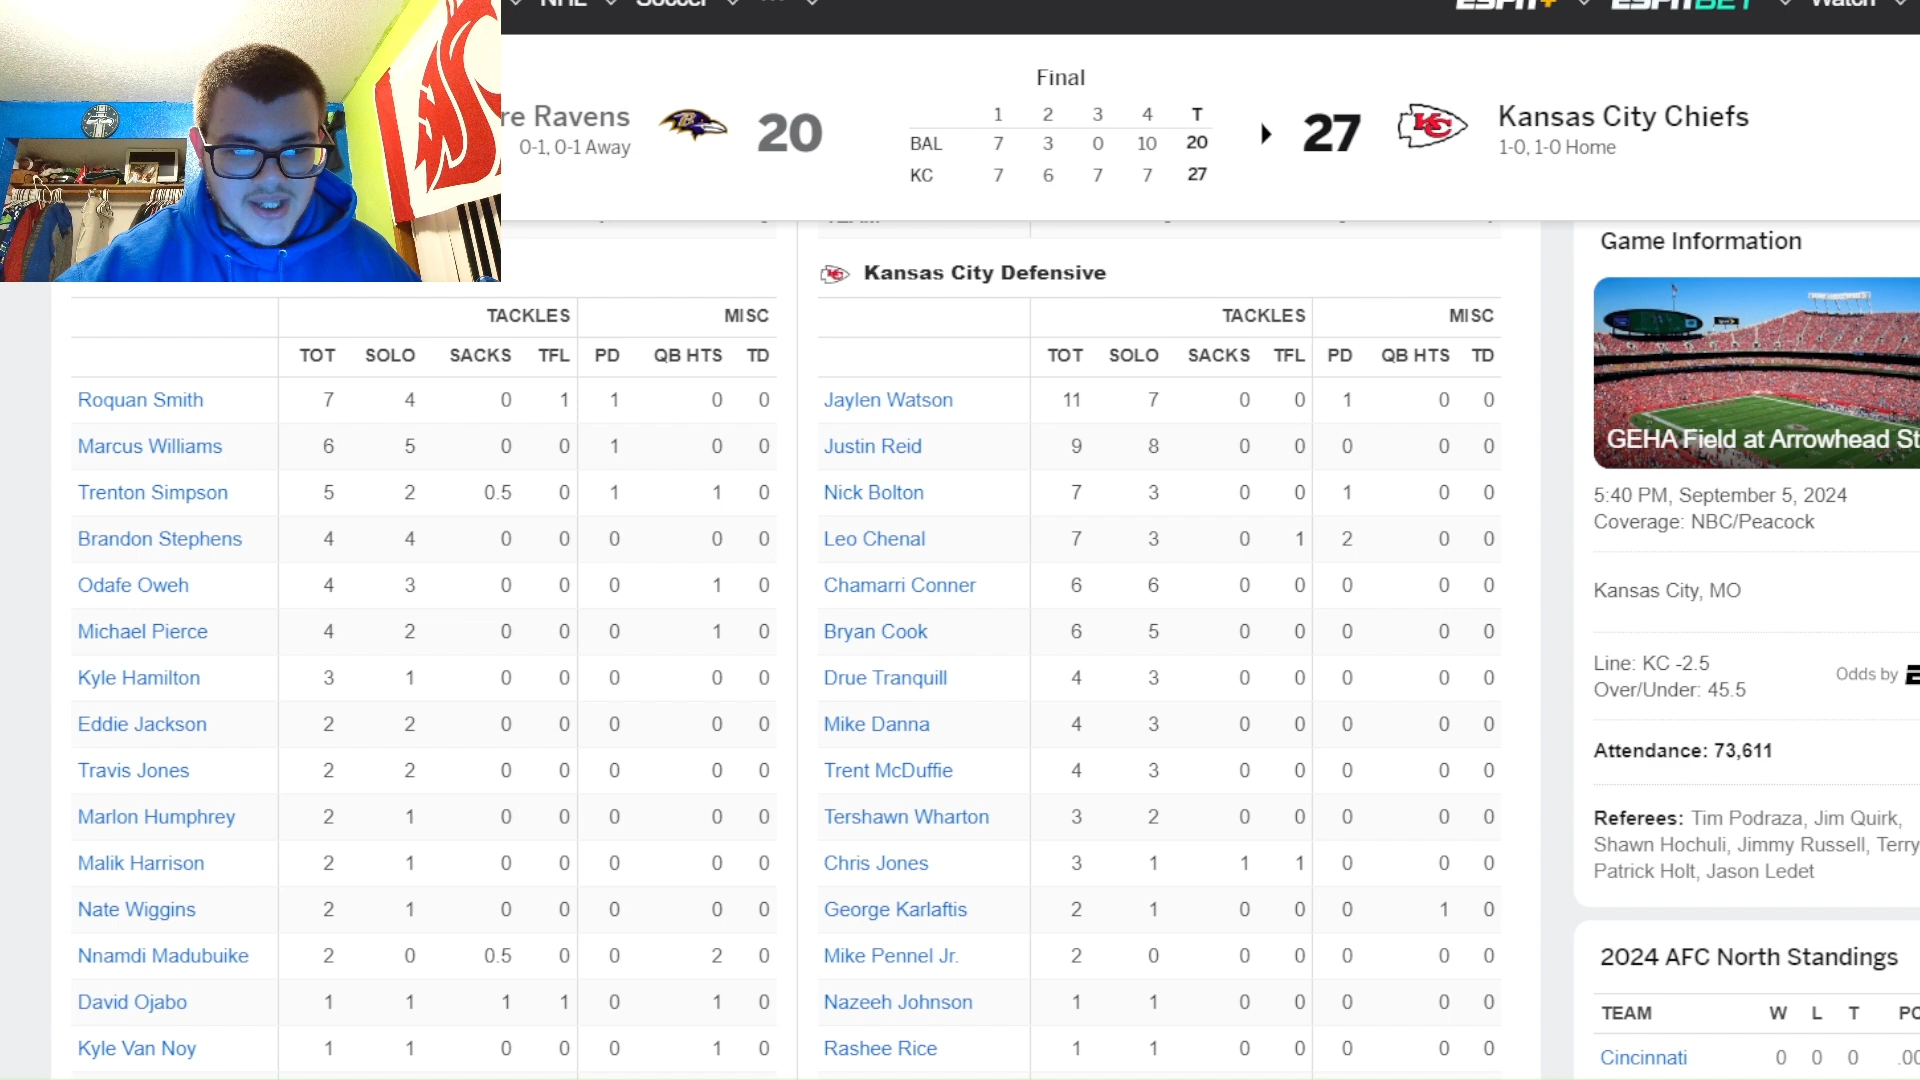 NHL Soccer ESPN+ ESPN BET Watch
Final
re Ravens
0-1, 0-1 Away
20
1 2 3 4 T
BAL 7 3 0 10 20
KC 7 6 7 7 27
27
Kansas City Chiefs
1-0, 1-0 Home
Kansas City Defensive
TACKLES MISC
TOT SOLO SACKS TFL PD QB HTS TD
Roquan Smith 7 4 0 1 1 0 0
Marcus Williams 6 5 0 0 1 0 0
Trenton Simpson 5 2 0.5 0 1 1 0
Brandon Stephens 4 4 0 0 0 0 0
Odafe Oweh 4 3 0 0 0 1 0
Michael Pierce 4 2 0 0 0 1 0
Kyle Hamilton 3 1 0 0 0 0 0
Eddie Jackson 2 2 0 0 0 0 0
Travis Jones 2 2 0 0 0 0 0
Marlon Humphrey 2 1 0 0 0 0 0
Malik Harrison 2 1 0 0 0 0 0
Nate Wiggins 2 1 0 0 0 0 0
Nnamdi Madubuike 2 0 0.5 0 0 2 0
David Ojabo 1 1 1 1 0 1 0
Kyle Van Noy 1 1 0 0 0 1 0
TACKLES MISC
TOT SOLO SACKS TFL PD QB HTS TD
Jaylen Watson 11 7 0 0 1 0 0
Justin Reid 9 8 0 0 0 0 0
Nick Bolton 7 3 0 0 1 0 0
Leo Chenal 7 3 0 1 2 0 0
Chamarri Conner 6 6 0 0 0 0 0
Bryan Cook 6 5 0 0 0 0 0
Drue Tranquill 4 3 0 0 0 0 0
Mike Danna 4 3 0 0 0 0 0
Trent McDuffie 4 3 0 0 0 0 0
Tershawn Wharton 3 2 0 0 0 0 0
Chris Jones 3 1 1 1 0 0 0
George Karlaftis 2 1 0 0 0 1 0
Mike Pennel Jr. 2 0 0 0 0 0 0
Nazeeh Johnson 1 1 0 0 0 0 0
Rashee Rice 1 1 0 0 0 0 0
Game Information
GEHA Field at Arrowhead St
5:40 PM, September 5, 2024
Coverage: NBC/Peacock
Kansas City, MO
Line: KC -2.5
Over/Under: 45.5
Odds by
Attendance: 73,611
Referees: Tim Podraza, Jim Quirk,
Shawn Hochuli, Jimmy Russell, Terry
Patrick Holt, Jason Ledet
2024 AFC North Standings
TEAM W L T
Cincinnati 0 0 0 .00